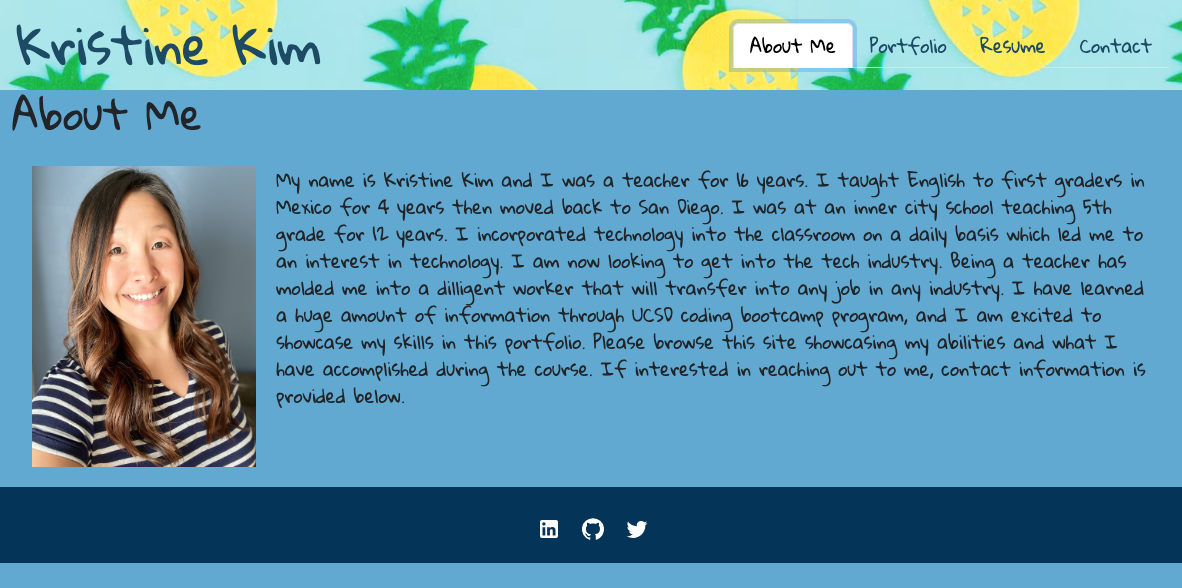 Kristine Kim
About Me
Portfolio
Resume
Contact
About Me
My name is Kristine Kim and I was a teacher for 16 years. I taught English to first graders in
Mexico for 4 years then moved back to San Diego. I was at an inner city school teaching 5th
grade for 12 years. I incorporated technology into the classroom on a daily basis which led me to
an interest in technology. I am now looking to get into the tech industry. Being a teacher has
molded me into a dilligent worker that will transfer into any job in any industry. I have learned
a huge amount of information through UCSD coding bootcamp program, and I am excited to
showcase my skills in this portfolio. Please browse this site showcasing my abilities and what I
have accomplished during the course. If interested in reaching out to me, contact information is
provided below.
in